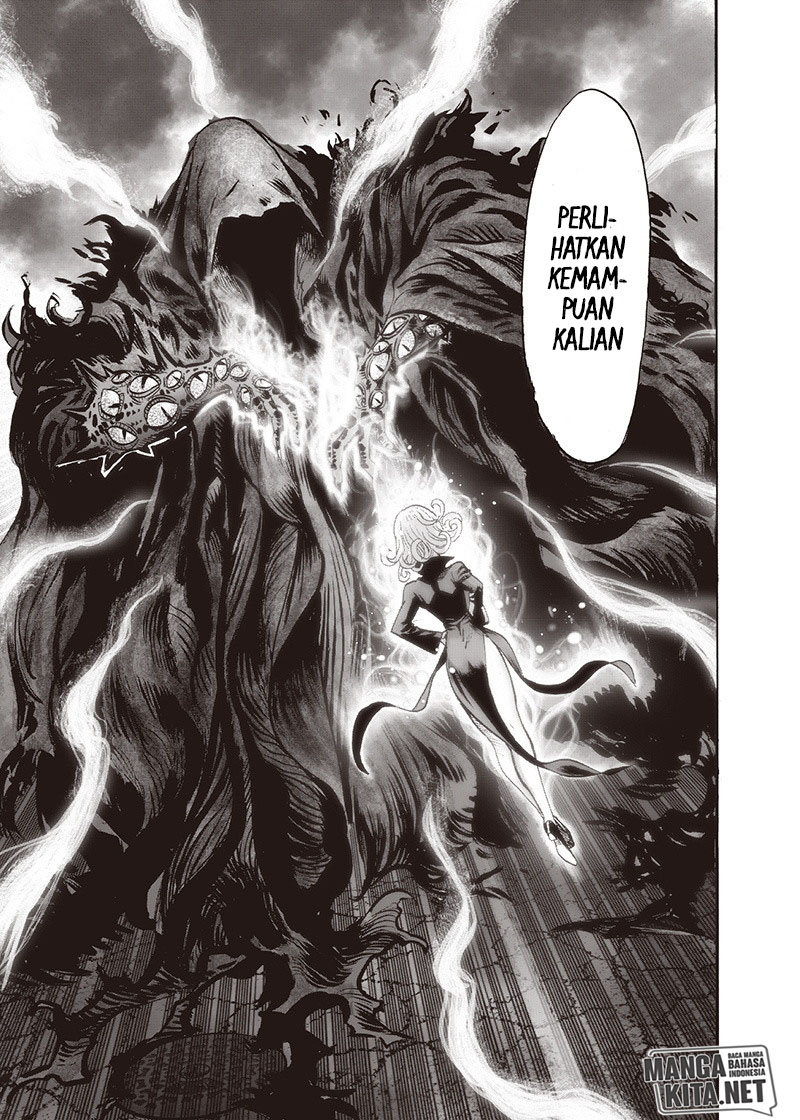 PERLI-
HATKAN
KEMAM-
PUAN
KALIAN
MANGA
KITA.NET
BACA MANGA
BAHASA
INDONESIA